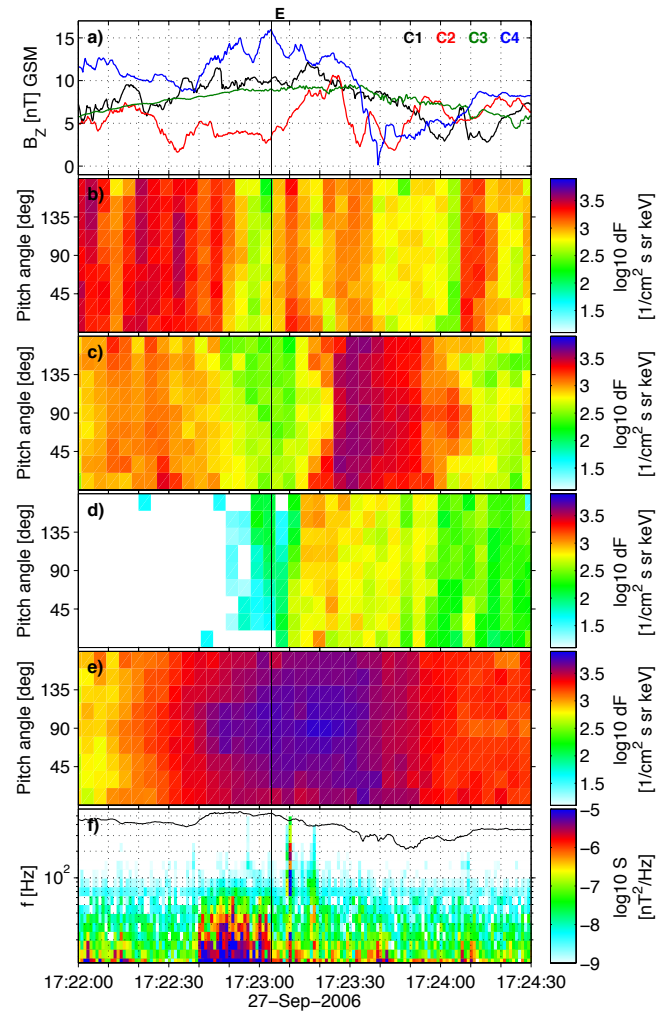 E
a)
C1 C2 C3 C4
15
10
5
0
B_Z [nT] GSM
b)
135
90
45
Pitch angle [deg]
3.5
3
2.5
2
1.5
log10 dF
[1/cm² s sr keV]
c)
135
90
45
Pitch angle [deg]
3.5
3
2.5
2
1.5
log10 dF
[1/cm² s sr keV]
d)
135
90
45
Pitch angle [deg]
3.5
3
2.5
2
1.5
log10 dF
[1/cm² s sr keV]
e)
135
90
45
Pitch angle [deg]
3.5
3
2.5
2
1.5
log10 dF
[1/cm² s sr keV]
f)
10²
f [Hz]
−5
−6
−7
−8
−9
log10 S
[nT²/Hz]
17:22:00 17:22:30 17:23:00 17:23:30 17:24:00 17:24:30
27−Sep−2006